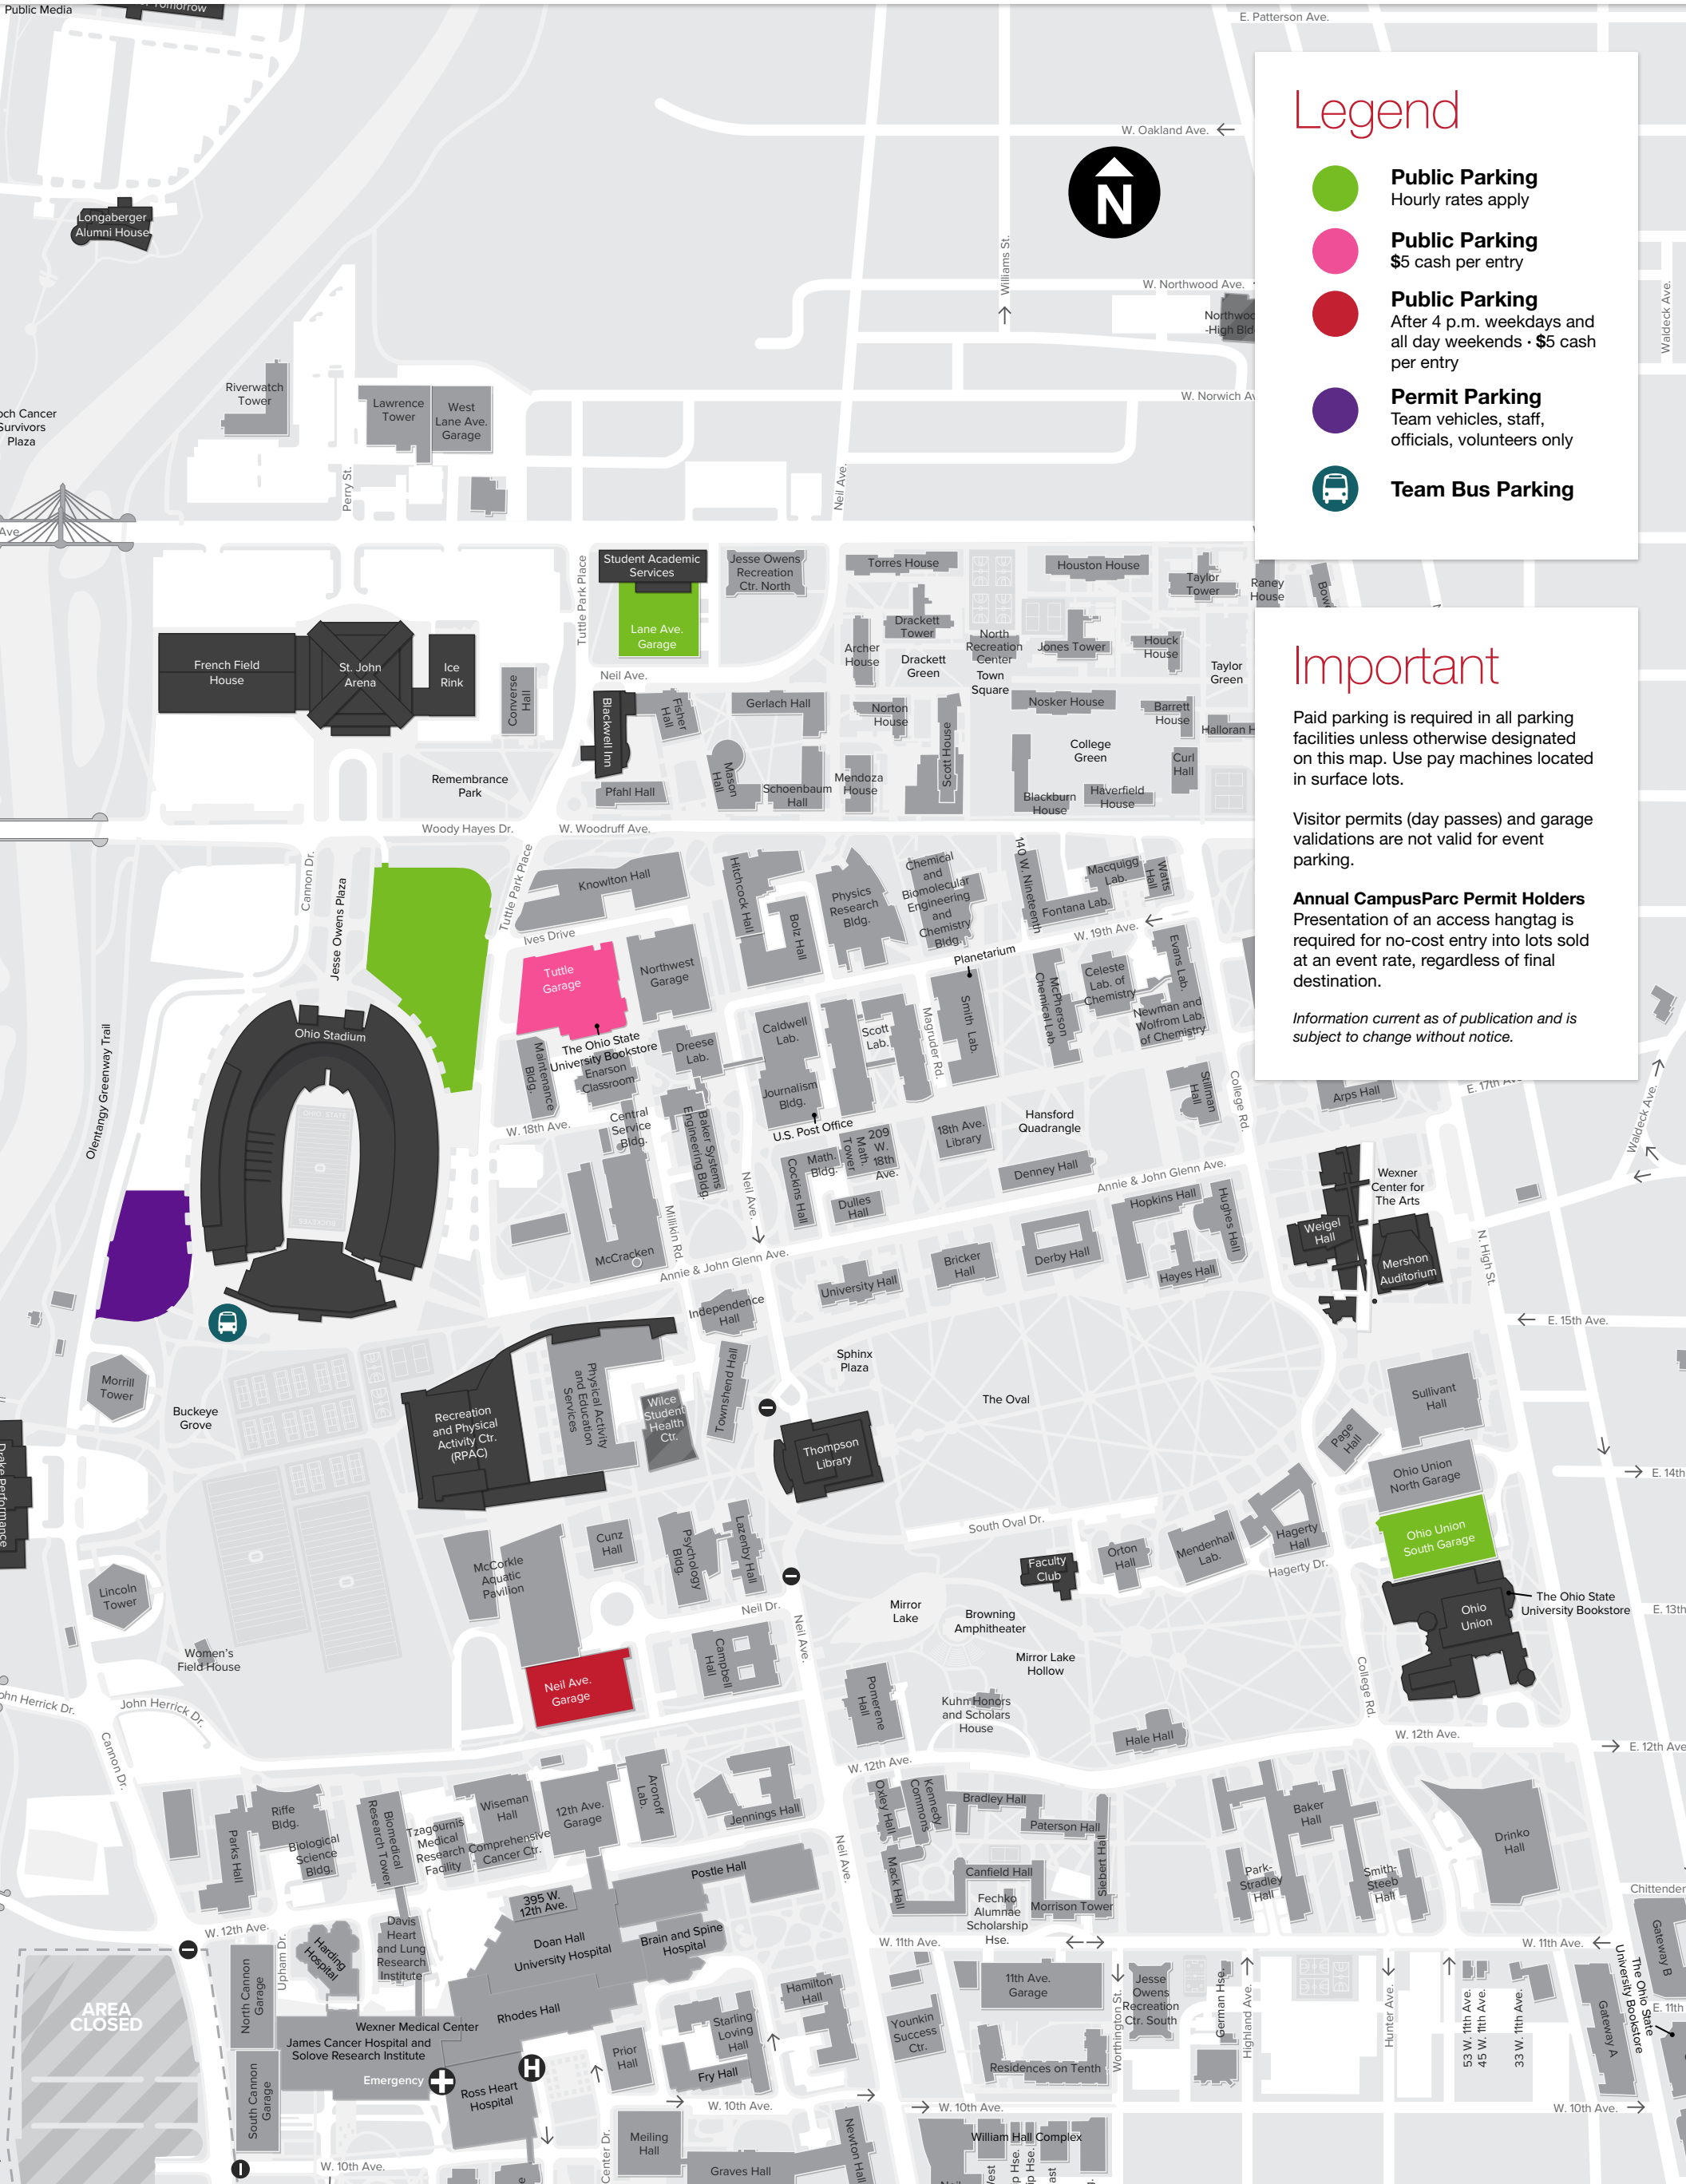 Public Media
Tomorrow
E. Patterson Ave.
Legend
Public Parking
Hourly rates apply
Public Parking
$5 cash per entry
Public Parking
After 4 p.m. weekdays and
all day weekends · $5 cash
per entry
Permit Parking
Team vehicles, staff,
officials, volunteers only
Team Bus Parking
W. Oakland Ave.
N
Longaberger
Alumni House
Williams St.
W. Northwood Ave.
Waldeck Ave.
Riverwatch
Tower
Lawrence
Tower
West
Lane Ave.
Garage
Survivors
Plaza
Perry St.
Neil Ave.
Tuttle Park Place
Student Academic
Services
Lane Ave.
Garage
Jesse Owens
Recreation
Ctr. North
Torres House
Houston House
Taylor
Tower
Raney
House
Drackett
Tower
North
Recreation
Center
Jones Tower
Houck
House
Archer
House
Drackett
Green
Town
Square
Taylor
Green
French Field
House
St. John
Arena
Ice
Rink
Converse
Hall
Neil Ave.
Blackwell Inn
Fisher
Hall
Gerlach Hall
Norton
House
Scott House
Nosker House
Barrett
House
College
Green
Curl
Hall
Remembrance
Park
Pfahl Hall
Mason
Hall
Schoenbaum
Hall
Mendoza
House
Blackburn
House
Haverfield
House
Important
Paid parking is required in all parking
facilities unless otherwise designated
on this map. Use pay machines located
in surface lots.
Visitor permits (day passes) and garage
validations are not valid for event
parking.
Annual CampusParc Permit Holders
Presentation of an access hangtag is
required for no-cost entry into lots sold
at an event rate, regardless of final
destination.
Information current as of publication and is
subject to change without notice.
Woody Hayes Dr.
W. Woodruff Ave.
Cannon Dr.
Jesse Owens Plaza
Tuttle Park Place
Knowlton Hall
Ives Drive
Tuttle
Garage
Northwest
Garage
Hitchcock Hall
Bolz Hall
Physics
Research
Bldg.
Chemical
and
Biomolecular
Engineering
and
Chemistry
Bldg.
140 W. Nineteenth
Macquigg
Lab.
Watts
Hall
Fontana Lab.
W. 19th Ave.
Planetarium
Evans Lab.
Celeste
Lab. of
Chemistry
McPherson
Chemical Lab.
Newman and
Wolfrom Lab.
of Chemistry
Smith Lab.
Olentangy Greenway Trail
Ohio Stadium
The Ohio State
University Bookstore
Maintenance
Bldg.
Enarson
Classroom
Dreese
Lab.
Caldwell
Lab.
Scott
Lab.
Magruder Rd.
Journalism
Bldg.
U.S. Post Office
Central
Service
Bldg.
Baker Systems
Engineering Bldg.
W. 18th Ave.
18th Ave.
Library
Hansford
Quadrangle
Stillman
Hall
College Rd.
Arps Hall
Waldeck Ave.
Math.
Bldg.
Math.
Tower
209
W.
18th
Ave.
Cockins Hall
Dulles
Hall
Denney Hall
Annie & John Glenn Ave.
Hopkins Hall
Hughes Hall
Wexner
Center for
The Arts
Weigel
Hall
Mershon
Auditorium
N. High St.
Neil Ave.
Millikin Rd.
McCracken
Annie & John Glenn Ave.
University Hall
Bricker
Hall
Derby Hall
Hayes Hall
E. 15th Ave.
Independence
Hall
Morrill
Tower
Buckeye
Grove
Recreation
and Physical
Activity Ctr.
(RPAC)
Physical Activity
and Education
Services
Wilce
Student
Health
Ctr.
Townshend Hall
Sphinx
Plaza
Thompson
Library
The Oval
Sullivant
Hall
Page
Hall
Ohio Union
North Garage
E. 14th
Drake Performance
McCorkle
Aquatic
Pavilion
Cunz
Hall
Psychology
Bldg.
Lazenby Hall
South Oval Dr.
Faculty
Club
Orton
Hall
Mendenhall
Lab.
Hagerty
Hall
Hagerty Dr.
Ohio Union
South Garage
Ohio
Union
The Ohio State
University Bookstore
E. 13th
Lincoln
Tower
Women's
Field House
Neil Dr.
Neil Ave.
Campbell
Hall
Mirror
Lake
Browning
Amphitheater
Mirror Lake
Hollow
Neil Ave.
Garage
Pomerene
Hall
Kuhn Honors
and Scholars
House
Hale Hall
College Rd.
W. 12th Ave.
E. 12th Ave
John Herrick Dr.
Cannon Dr.
W. 12th Ave.
Riffe
Bldg.
Parks Hall
Biological
Science
Bldg.
Biomedical
Research Tower
Tzagournis
Medical
Research
Facility
Wiseman
Hall
Comprehensive
Cancer Ctr.
12th Ave.
Garage
Aronoff
Lab.
Jennings Hall
Oxley Hall
Kennedy
Commons
Bradley Hall
Paterson Hall
Siebert Hall
Mack Hall
Canfield Hall
Fechko
Alumnae
Scholarship
Hse.
Morrison Tower
Baker
Hall
Park-
Stradley
Hall
Smith-
Steeb
Hall
Drinko
Hall
Neil Ave.
Postle Hall
395 W.
12th Ave.
Doan Hall
University Hospital
Brain and Spine
Hospital
W. 12th Ave.
Upham Dr.
Harding
Hospital
Davis
Heart
and Lung
Research
Institute
Rhodes Hall
North Cannon
Garage
AREA
CLOSED
Wexner Medical Center
James Cancer Hospital and
Solove Research Institute
Emergency
Ross Heart
Hospital
H
South Cannon
Garage
W. 10th Ave.
Prior
Hall
Starling
Loving
Hall
Fry Hall
Hamilton
Hall
W. 11th Ave.
11th Ave.
Garage
Younkin
Success
Ctr.
Residences on Tenth
Worthington St.
Jesse
Owens
Recreation
Ctr. South
German Hse.
Highland Ave.
Hunter Ave.
53 W. 11th Ave.
45 W. 11th Ave.
33 W. 11th Ave.
W. 11th Ave.
Gateway A
Gateway B
The Ohio State
University Bookstore
E. 11th
Chittenden
W. 10th Ave.
W. 10th Ave.
W. 10th Ave.
Center Dr.
Meiling
Hall
Graves Hall
Newton Hall
William Hall Complex